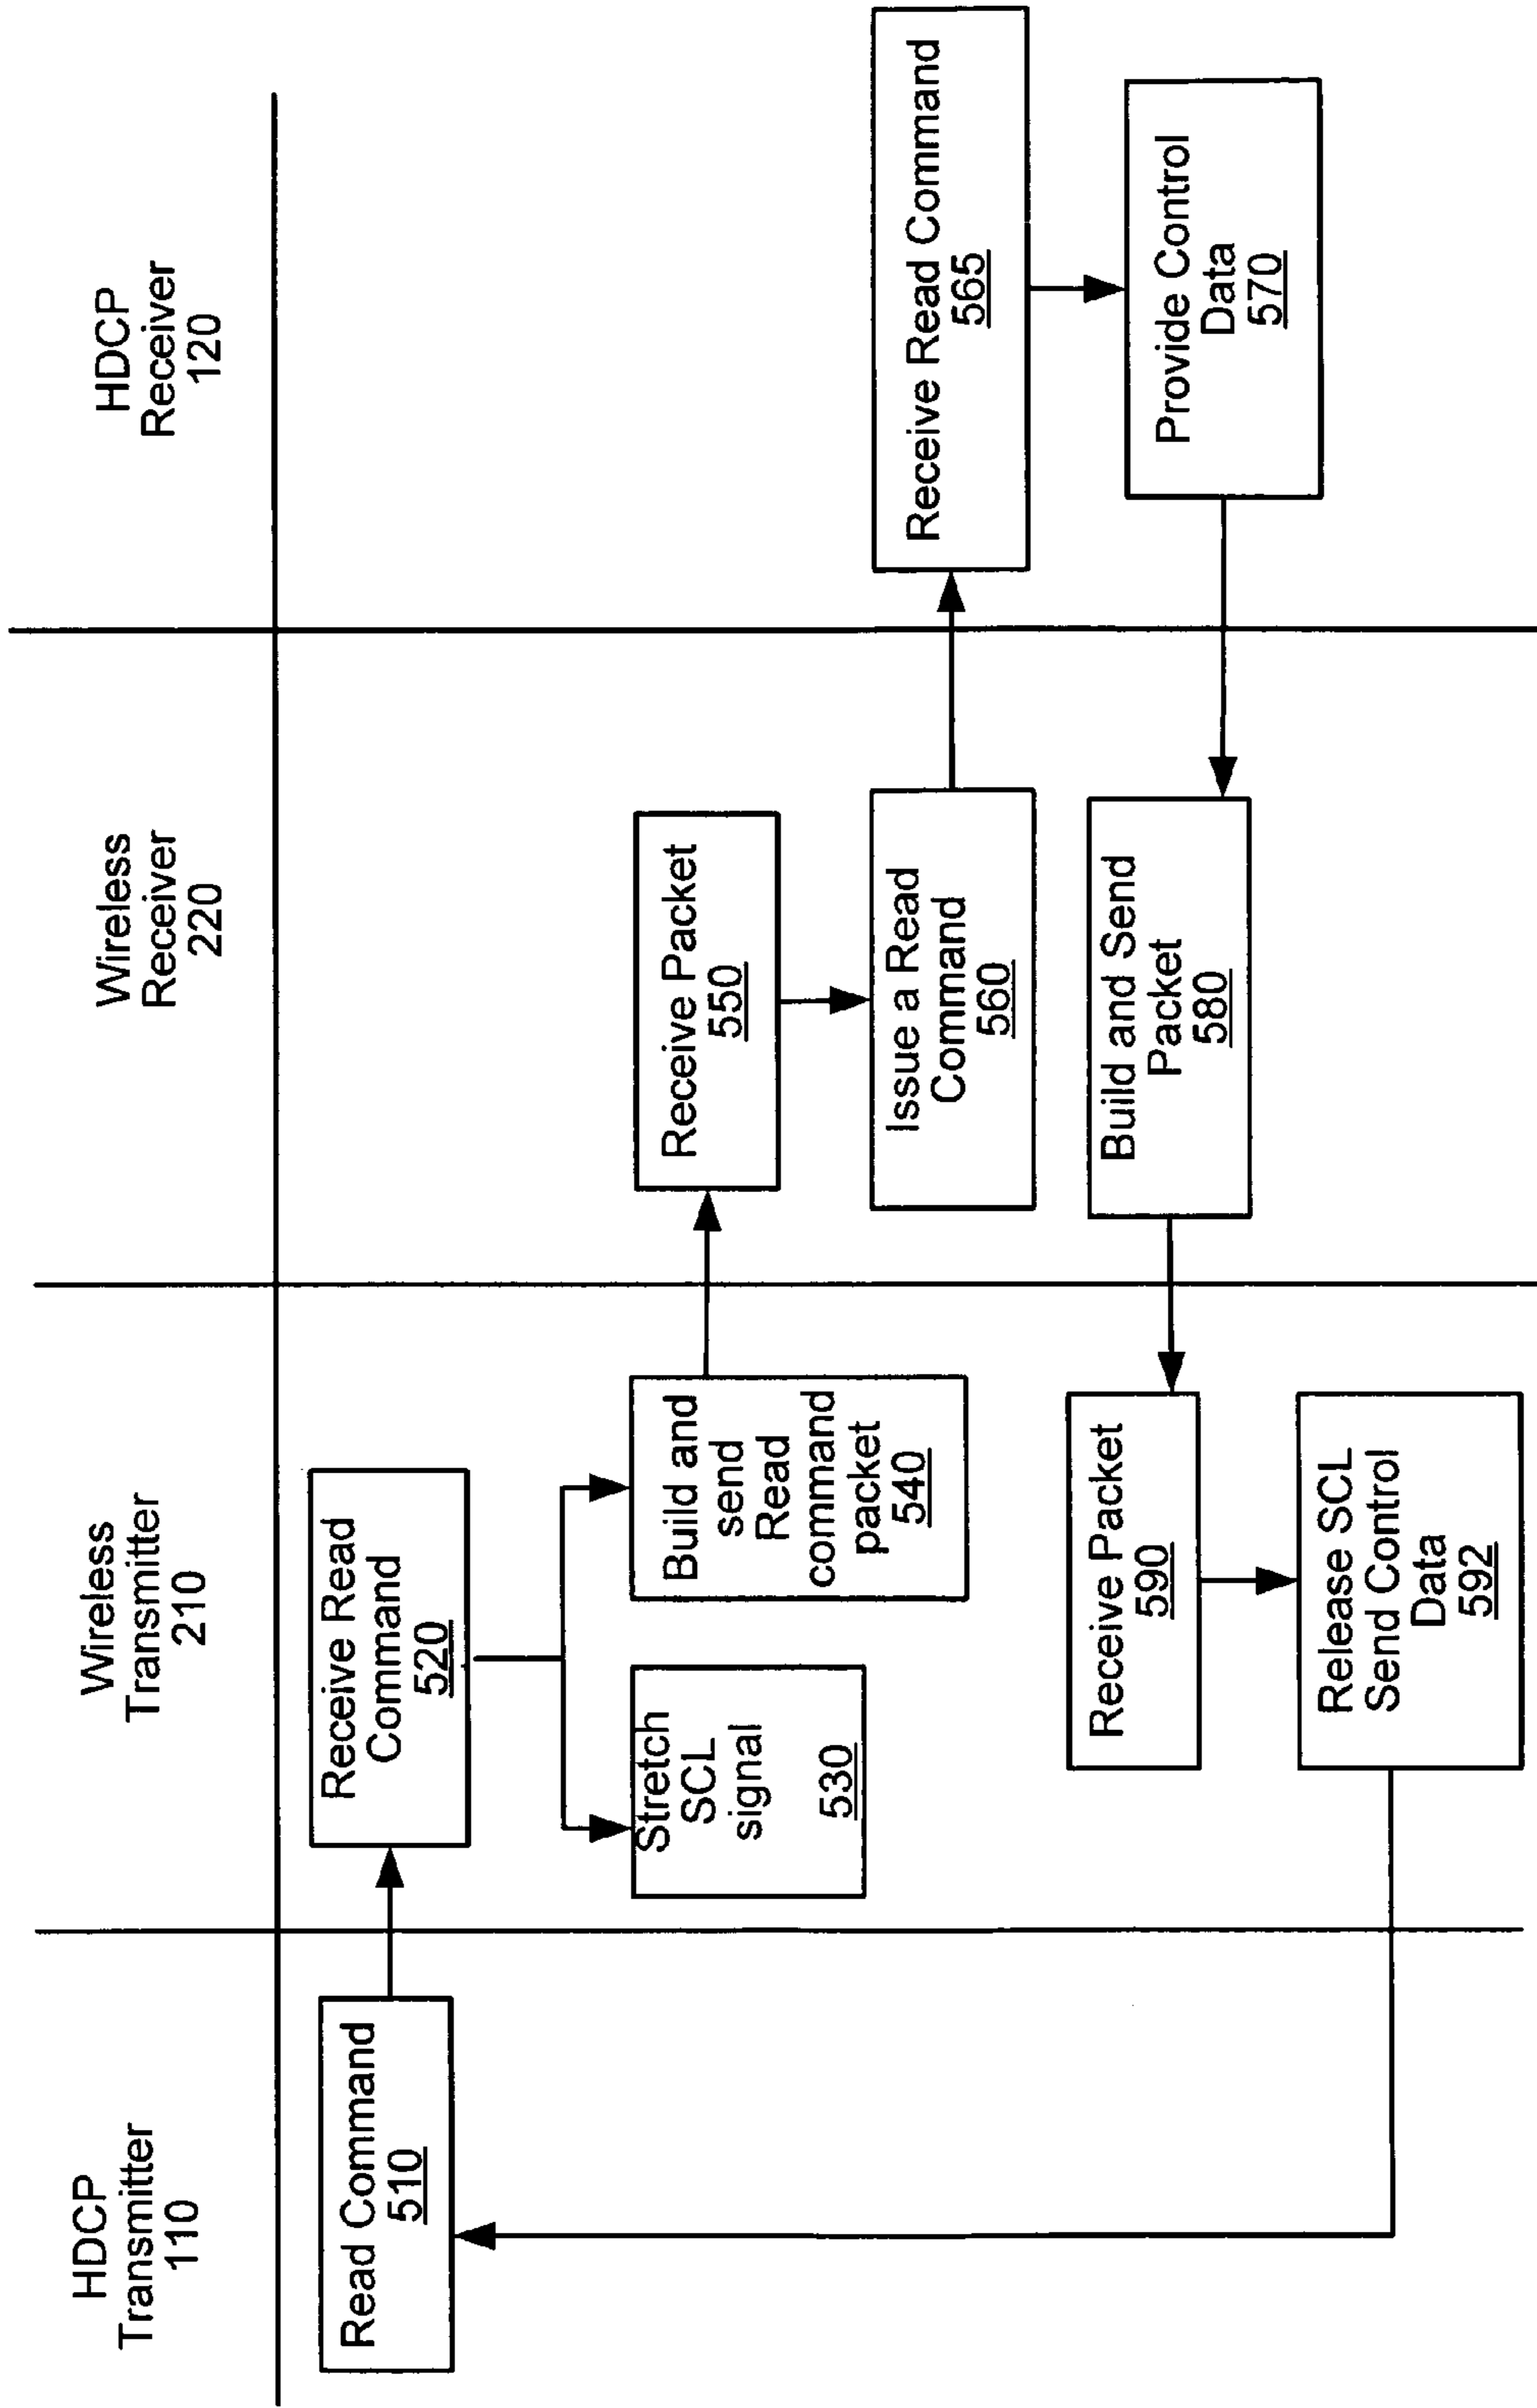 HDCP
Transmitter
110
Wireless
Transmitter
210
Wireless
Receiver
220
HDCP
Receiver
120
Read Command
510
Receive Read
Command
520
Stretch
SCL
signal
530
Build and
send
Read
command
packet
540
Receive Packet
550
Issue a Read
Command
560
Receive Read Command
565
Provide Control
Data
570
Build and Send
Packet
580
Receive Packet
590
Release SCL
Send Control
Data
592